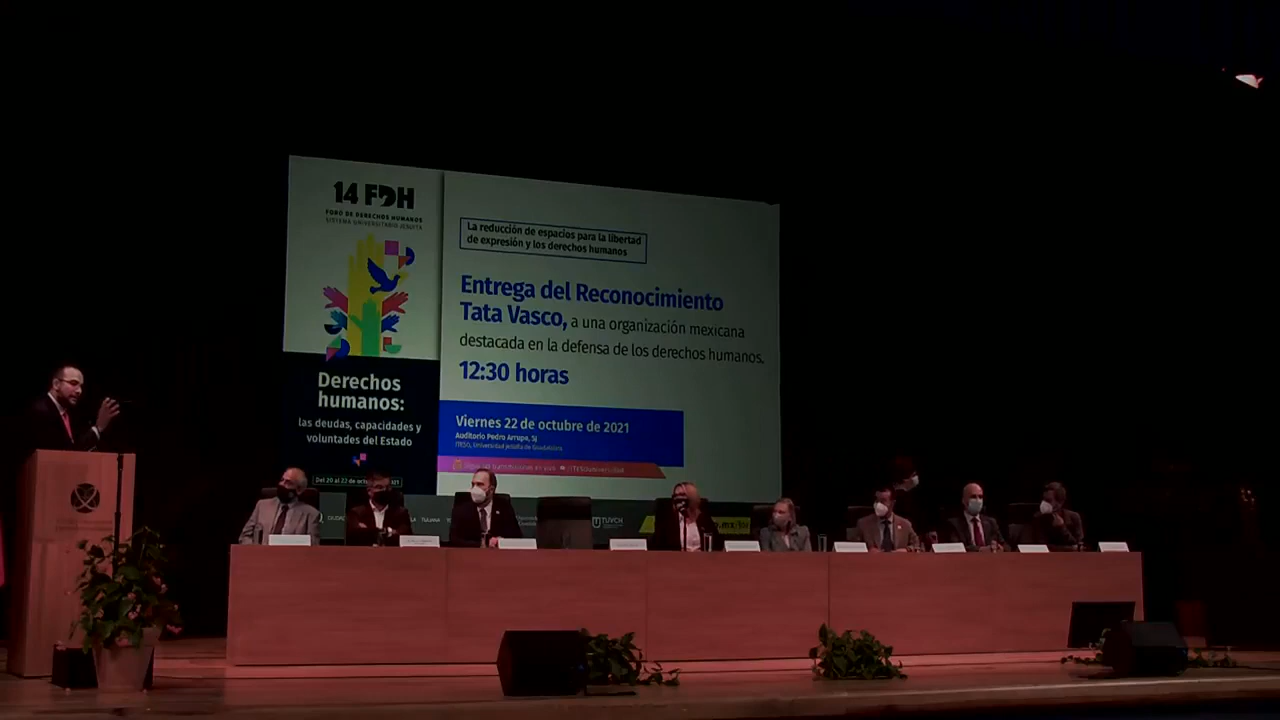 14 FDH
FORO DE DERECHOS HUMANOS
SISTEMA UNIVERSITARIO JESUITA
Derechos
humanos:
las deudas, capacidades y
voluntades del Estado
La reducción de espacios para la libertad
de expresión y los derechos humanos
Entrega del Reconocimiento
Tata Vasco, a una organización mexicana
destacada en la defensa de los derechos humanos.
12:30 horas
Viernes 22 de octubre de 2021
Auditorio Pedro Arrupe, SJ
ITESO, Universidad Jesuita de Guadalajara
TIJUANA
TUVCH